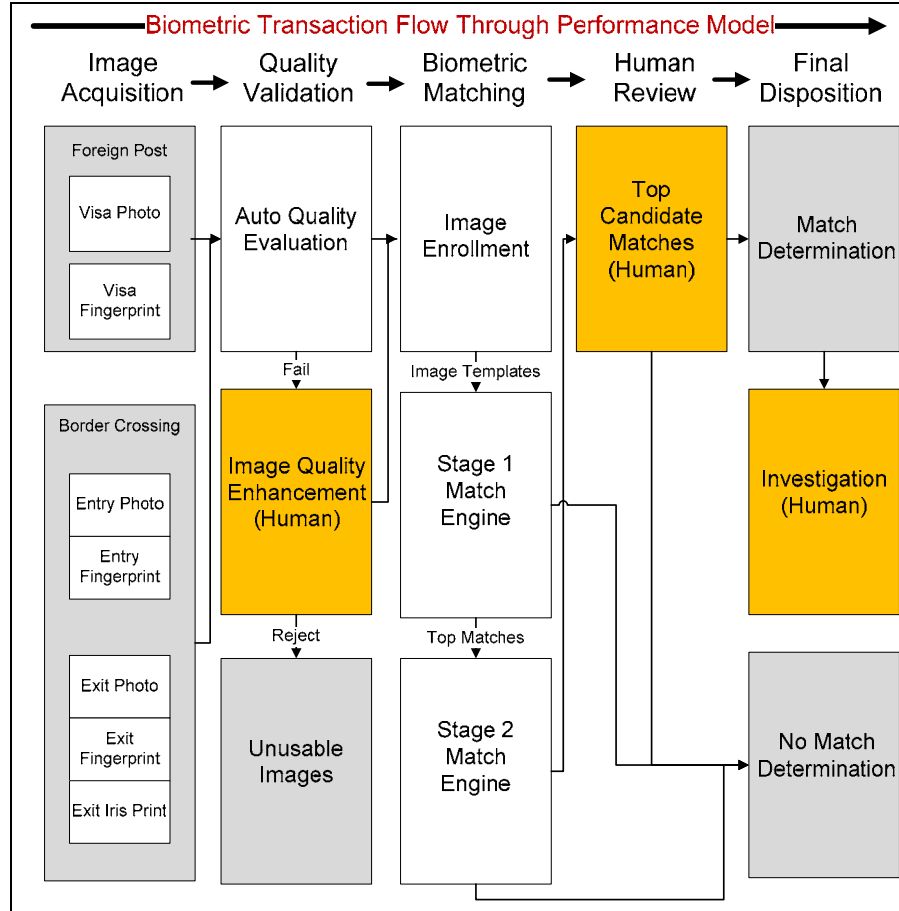 Biometric Transaction Flow Through Performance Model
Image
Acquisition
Quality
Validation
Biometric
Matching
Human
Review
Final
Disposition
Foreign Post
Visa Photo
Visa
Fingerprint
Border Crossing
Entry Photo
Entry
Fingerprint
Exit Photo
Exit
Fingerprint
Exit Iris Print
Auto Quality
Evaluation
Fail
Image Quality
Enhancement
(Human)
Reject
Unusable
Images
Image
Enrollment
Image Templates
Stage 1
Match
Engine
Top Matches
Stage 2
Match
Engine
Top
Candidate
Matches
(Human)
Match
Determination
Investigation
(Human)
No Match
Determination